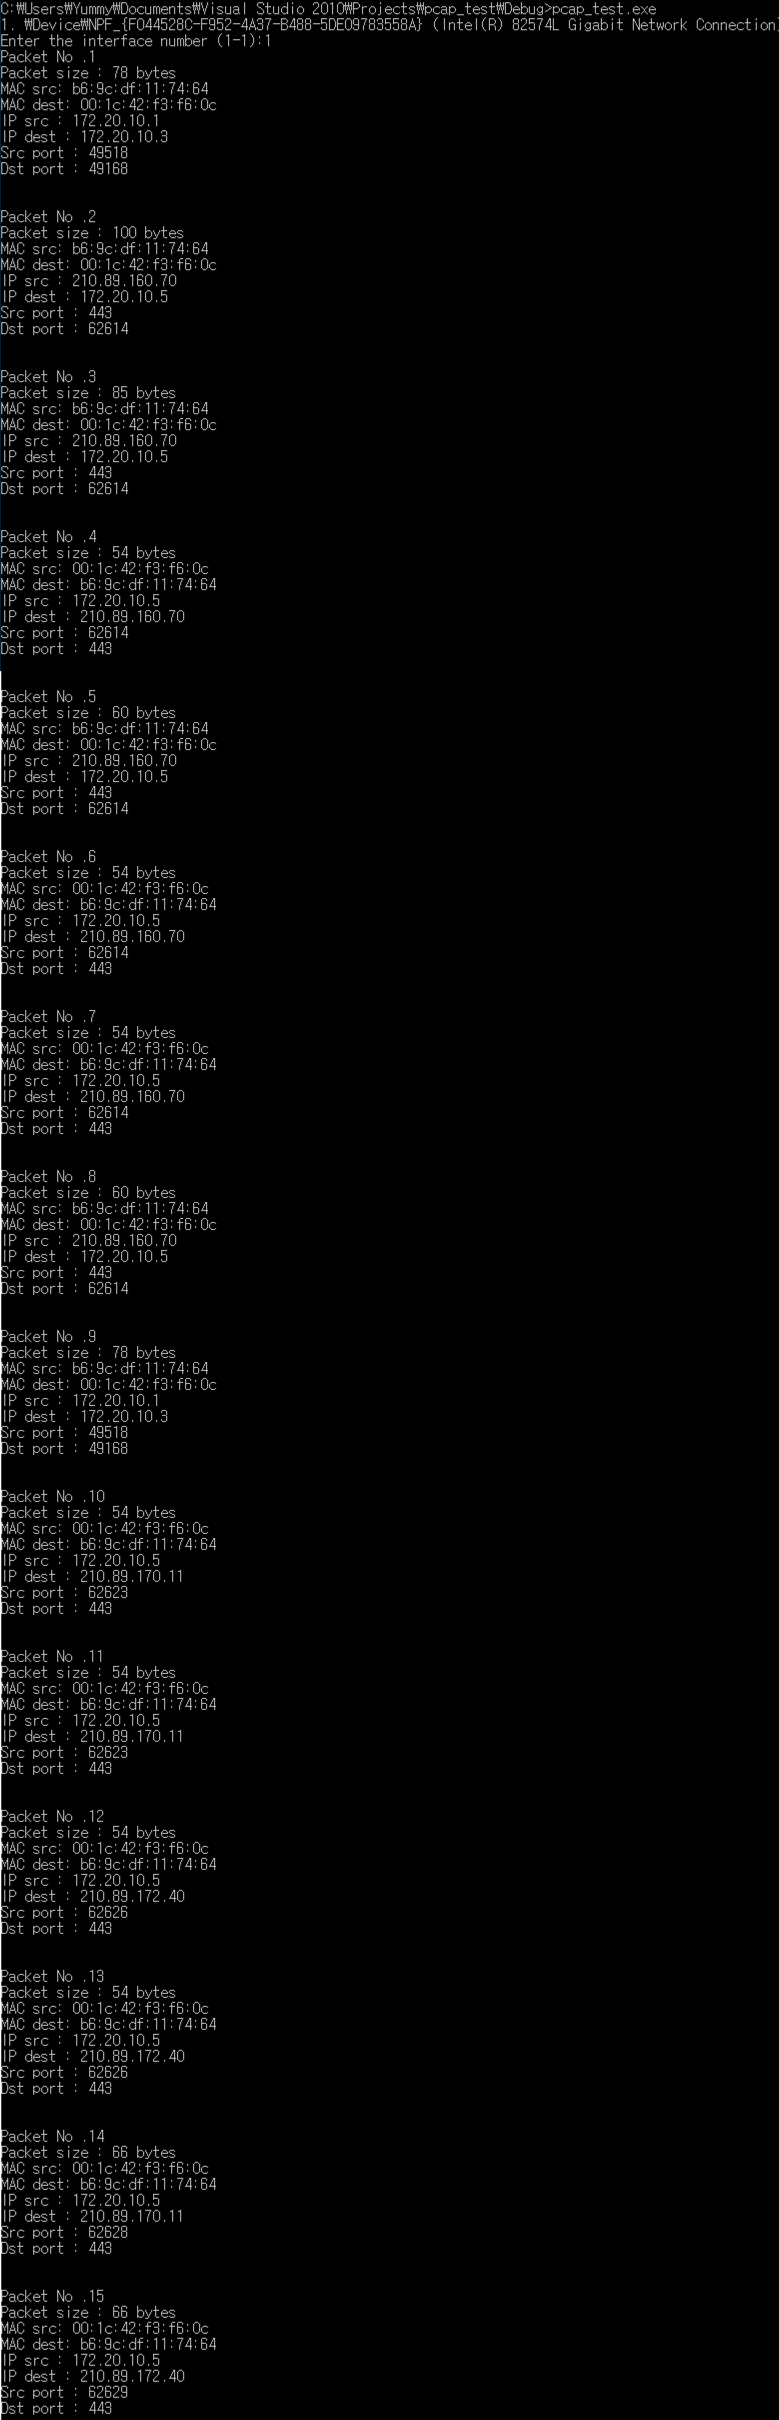 C:₩Users₩Yummy₩Documents₩Visual Studio 2010₩Projects₩pcap_test₩Debug>pcap_test.exe
1. ₩Device₩NPF_{F044528C-F952-4A37-B488-5DE09783558A} (Intel(R) 82574L Gigabit Network Connection)
Enter the interface number (1-1):1
Packet No .1
Packet size : 78 bytes
MAC src: b6:9c:df:11:74:64
MAC dest: 00:1c:42:f3:f6:0c
IP src : 172.20.10.1
IP dest : 172.20.10.3
Src port : 49518
Dst port : 49168
Packet No .2
Packet size : 100 bytes
MAC src: b6:9c:df:11:74:64
MAC dest: 00:1c:42:f3:f6:0c
IP src : 210.89.160.70
IP dest : 172.20.10.5
Src port : 443
Dst port : 62614
Packet No .3
Packet size : 85 bytes
MAC src: b6:9c:df:11:74:64
MAC dest: 00:1c:42:f3:f6:0c
IP src : 210.89.160.70
IP dest : 172.20.10.5
Src port : 443
Dst port : 62614
Packet No .4
Packet size : 54 bytes
MAC src: 00:1c:42:f3:f6:0c
MAC dest: b6:9c:df:11:74:64
IP src : 172.20.10.5
IP dest : 210.89.160.70
Src port : 62614
Dst port : 443
Packet No .5
Packet size : 60 bytes
MAC src: b6:9c:df:11:74:64
MAC dest: 00:1c:42:f3:f6:0c
IP src : 210.89.160.70
IP dest : 172.20.10.5
Src port : 443
Dst port : 62614
Packet No .6
Packet size : 54 bytes
MAC src: 00:1c:42:f3:f6:0c
MAC dest: b6:9c:df:11:74:64
IP src : 172.20.10.5
IP dest : 210.89.160.70
Src port : 62614
Dst port : 443
Packet No .7
Packet size : 54 bytes
MAC src: 00:1c:42:f3:f6:0c
MAC dest: b6:9c:df:11:74:64
IP src : 172.20.10.5
IP dest : 210.89.160.70
Src port : 62614
Dst port : 443
Packet No .8
Packet size : 60 bytes
MAC src: b6:9c:df:11:74:64
MAC dest: 00:1c:42:f3:f6:0c
IP src : 210.89.160.70
IP dest : 172.20.10.5
Src port : 443
Dst port : 62614
Packet No .9
Packet size : 78 bytes
MAC src: b6:9c:df:11:74:64
MAC dest: 00:1c:42:f3:f6:0c
IP src : 172.20.10.1
IP dest : 172.20.10.3
Src port : 49518
Dst port : 49168
Packet No .10
Packet size : 54 bytes
MAC src: 00:1c:42:f3:f6:0c
MAC dest: b6:9c:df:11:74:64
IP src : 172.20.10.5
IP dest : 210.89.170.11
Src port : 62623
Dst port : 443
Packet No .11
Packet size : 54 bytes
MAC src: 00:1c:42:f3:f6:0c
MAC dest: b6:9c:df:11:74:64
IP src : 172.20.10.5
IP dest : 210.89.170.11
Src port : 62623
Dst port : 443
Packet No .12
Packet size : 54 bytes
MAC src: 00:1c:42:f3:f6:0c
MAC dest: b6:9c:df:11:74:64
IP src : 172.20.10.5
IP dest : 210.89.172.40
Src port : 62626
Dst port : 443
Packet No .13
Packet size : 54 bytes
MAC src: 00:1c:42:f3:f6:0c
MAC dest: b6:9c:df:11:74:64
IP src : 172.20.10.5
IP dest : 210.89.172.40
Src port : 62626
Dst port : 443
Packet No .14
Packet size : 66 bytes
MAC src: 00:1c:42:f3:f6:0c
MAC dest: b6:9c:df:11:74:64
IP src : 172.20.10.5
IP dest : 210.89.170.11
Src port : 62628
Dst port : 443
Packet No .15
Packet size : 66 bytes
MAC src: 00:1c:42:f3:f6:0c
MAC dest: b6:9c:df:11:74:64
IP src : 172.20.10.5
IP dest : 210.89.172.40
Src port : 62629
Dst port : 443